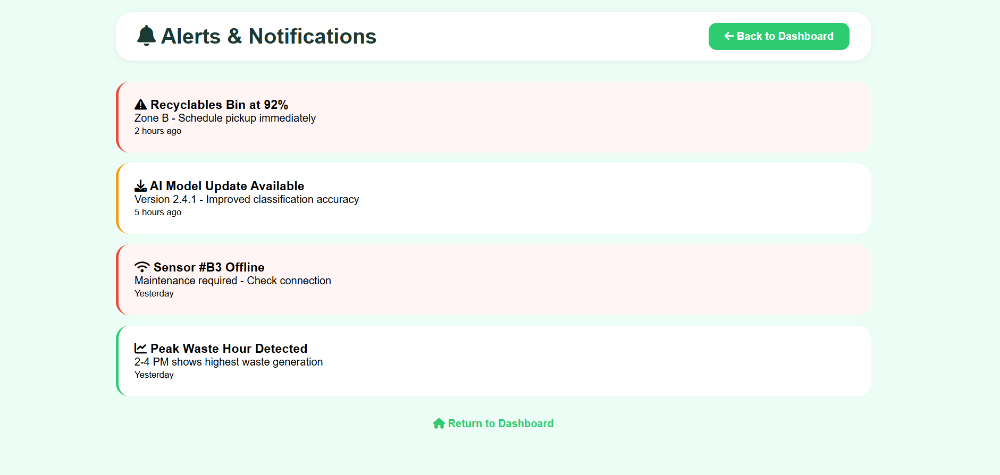 Alerts & Notifications
Back to Dashboard
Recyclables Bin at 92%
Zone B - Schedule pickup immediately
2 hours ago
AI Model Update Available
Version 2.4.1 - Improved classification accuracy
5 hours ago
Sensor #B3 Offline
Maintenance required - Check connection
Yesterday
Peak Waste Hour Detected
2-4 PM shows highest waste generation
Yesterday
Return to Dashboard